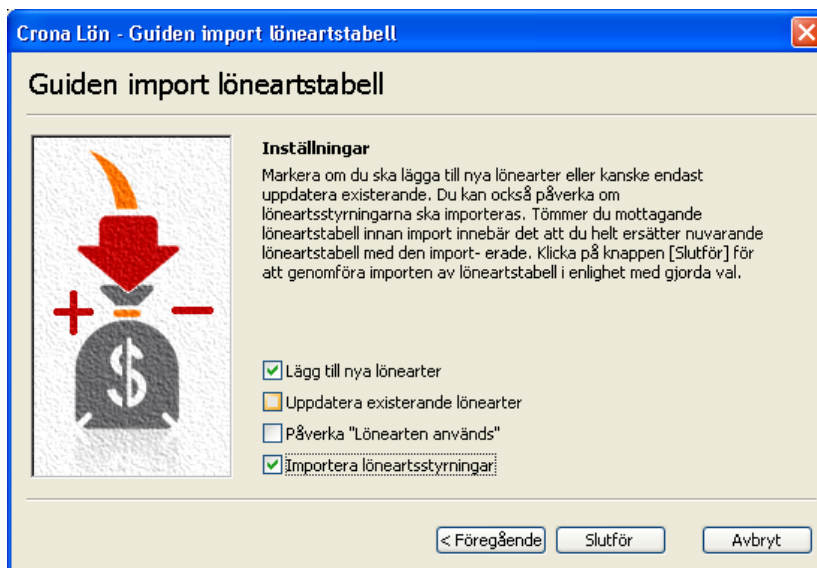 Crona Lön - Guiden import löneartstabell
Guiden import löneartstabell
Inställningar
Markera om du ska lägga till nya lönearter eller kanske endast
uppdatera existerande. Du kan också påverka om
löneartsstyrningarna ska importeras. Tömmer du mottagande
löneartstabell innan import innebär det att du helt ersätter nuvarande
löneartstabell med den import- erade. Klicka på knappen [Slutför] för
att genomföra importen av löneartstabell i enlighet med gjorda val.
$
Lägg till nya lönearter
Uppdatera existerande lönearter
Påverka "Lönearten används"
Importera löneartsstyrningar
< Föregående
Slutför
Avbryt